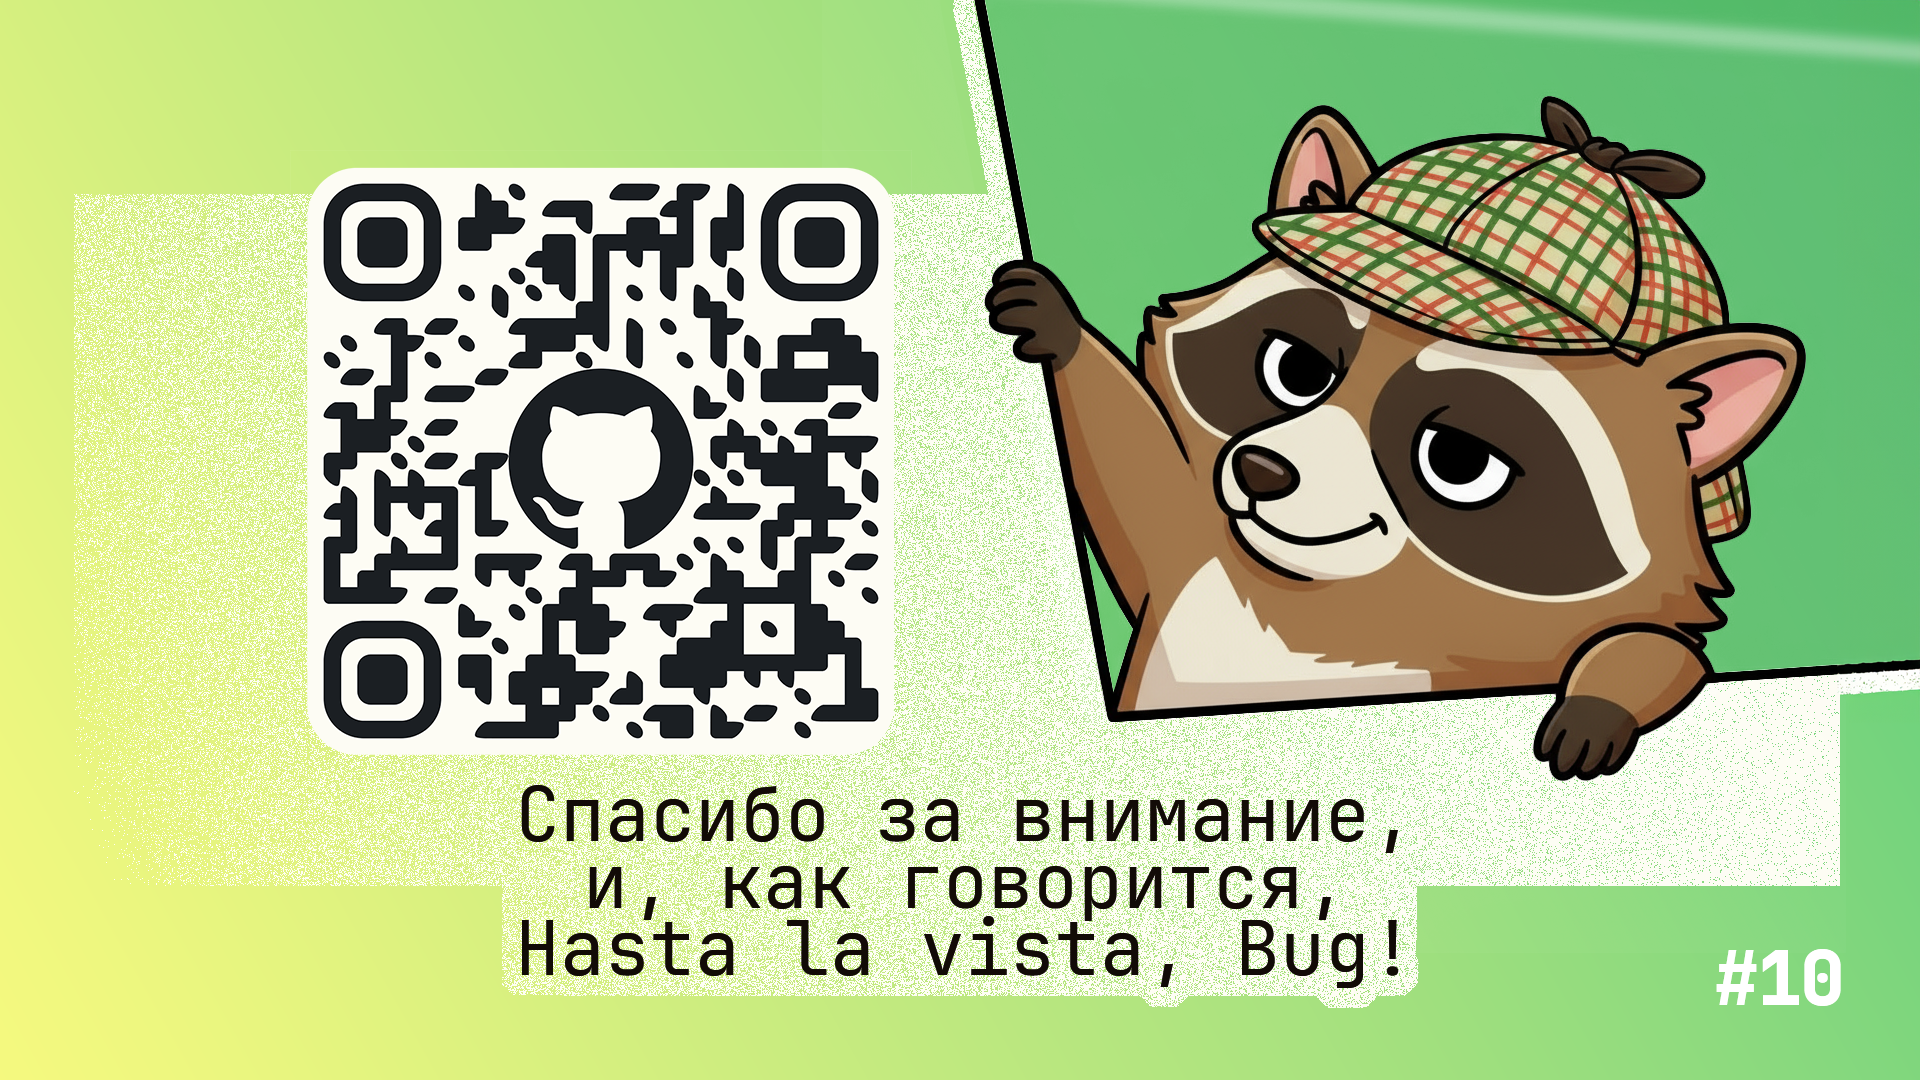 Спасибо за внимание,
и, как говорится,
Hasta la vista, Bug!
#10